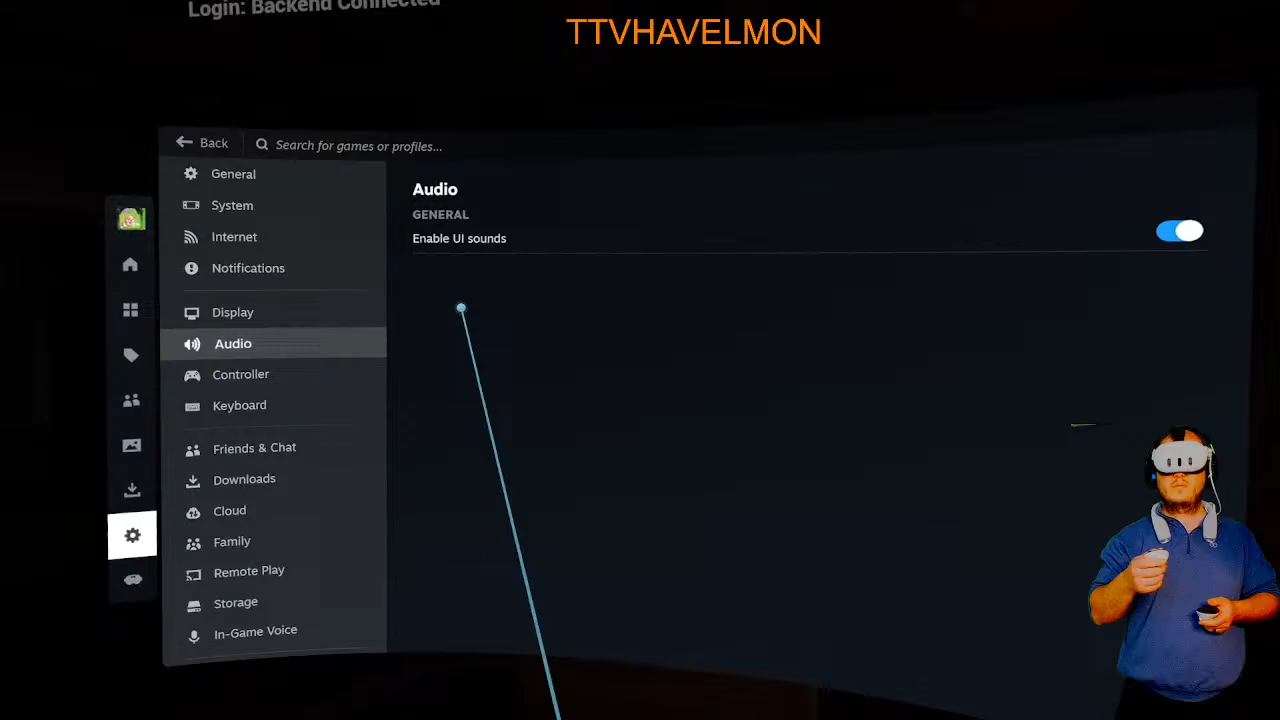 Login: Backend Connected
TTVHAVELMON
Back
Search for games or profiles...
General
System
Internet
Notifications
Display
Audio
Controller
Keyboard
Friends & Chat
Downloads
Cloud
Family
Remote Play
Storage
In-Game Voice
Audio
GENERAL
Enable UI sounds